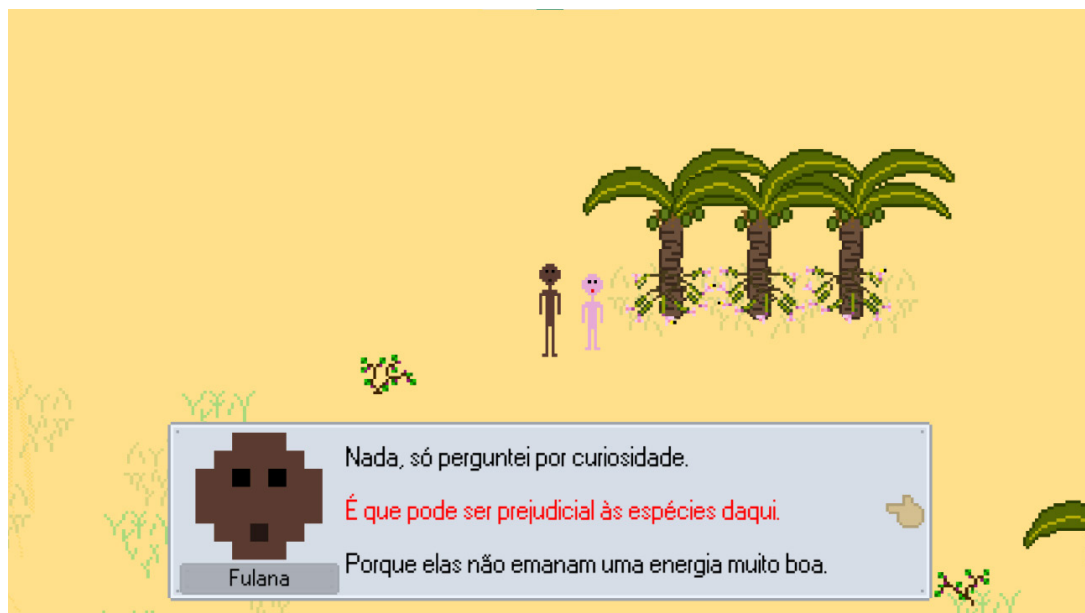 Nada, só perguntei por curiosidade.
É que pode ser prejudicial às espécies daqui.
Porque elas não emanam uma energia muito boa.
Fulana